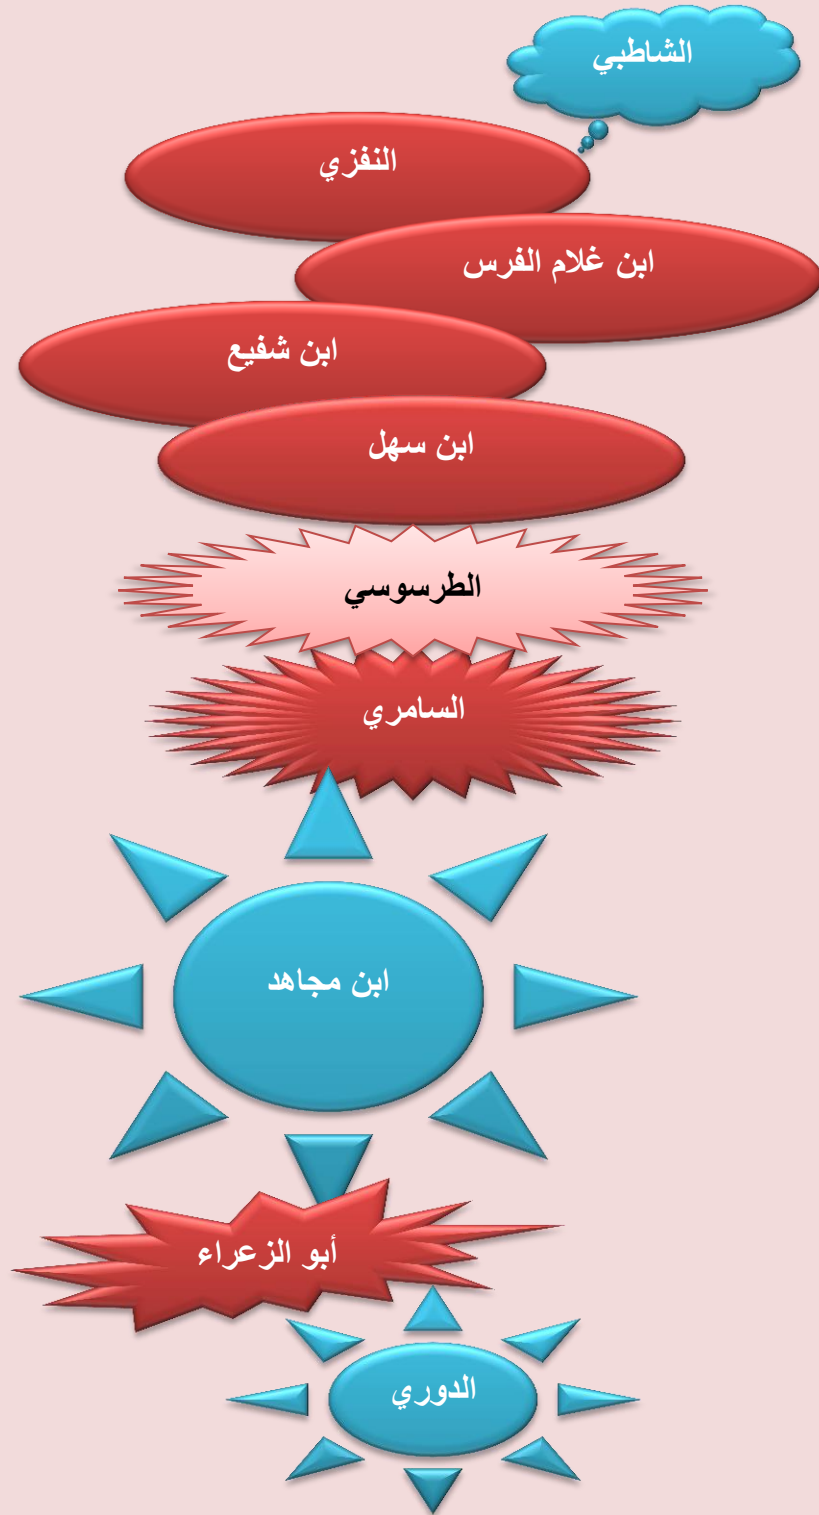 الشاطبي
النفزي
ابن غلام الفرس
ابن شفيع
ابن سهل
الطرسوسي
السامري
ابن مجاهد
أبو الزعراء
الدوري